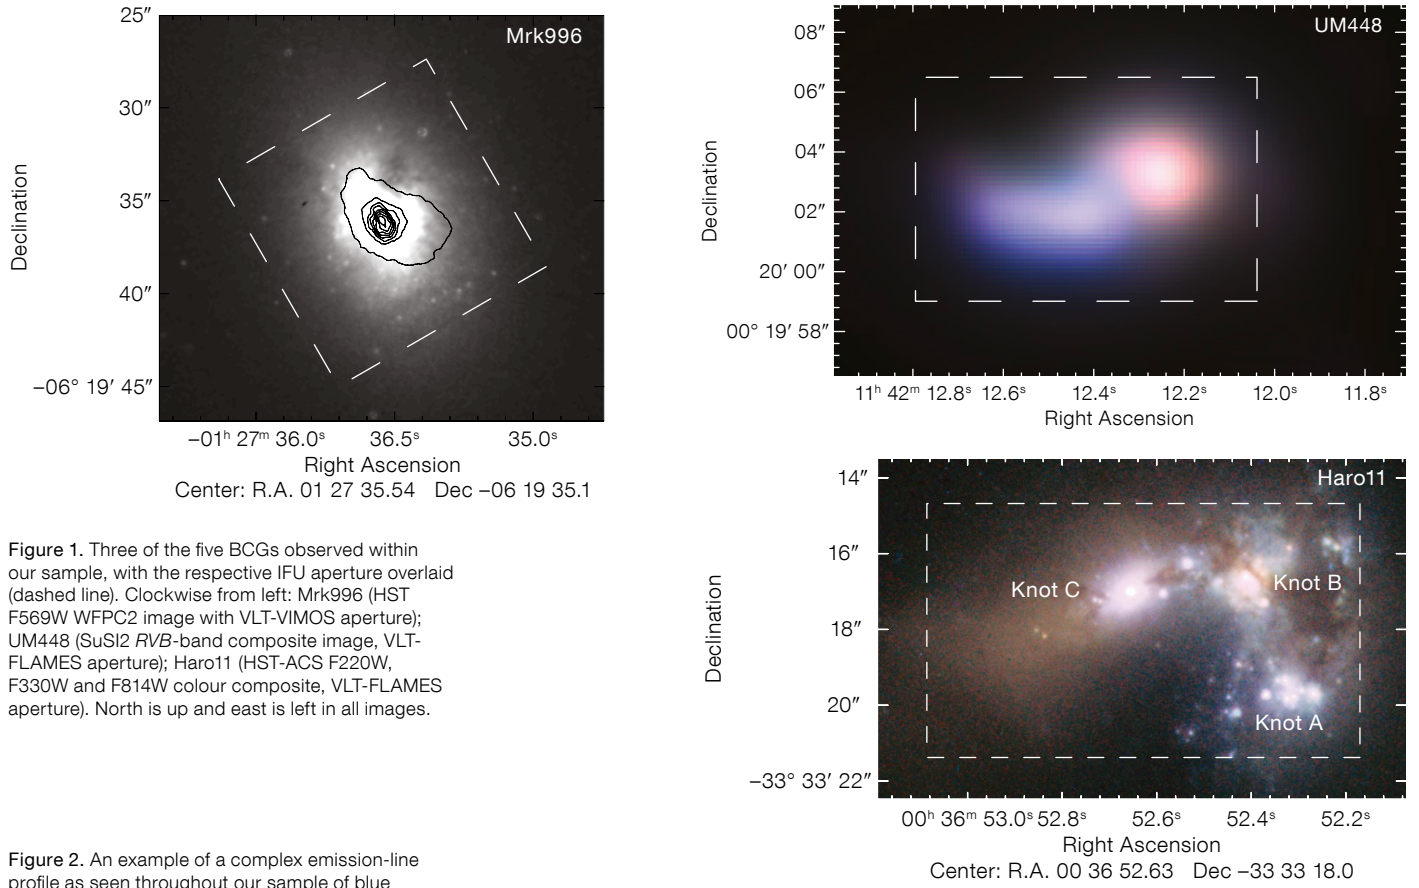 25″
Mrk996
30″
35″
40″
−06° 19′ 45″
Declination
−01ʰ 27ᵐ 36.0ˢ 36.5ˢ 35.0ˢ
Right Ascension
Center: R.A. 01 27 35.54 Dec −06 19 35.1
08″
UM448
06″
04″
02″
20′ 00″
00° 19′ 58″
Declination
11ʰ 42ᵐ 12.8ˢ 12.6ˢ 12.4ˢ 12.2ˢ 12.0ˢ 11.8ˢ
Right Ascension
14″
Haro11
16″
Knot C
Knot B
18″
20″
Knot A
−33° 33′ 22″
Declination
00ʰ 36ᵐ 53.0ˢ 52.8ˢ 52.6ˢ 52.4ˢ 52.2ˢ
Right Ascension
Center: R.A. 00 36 52.63 Dec −33 33 18.0
Figure 1. Three of the five BCGs observed within
our sample, with the respective IFU aperture overlaid
(dashed line). Clockwise from left: Mrk996 (HST
F569W WFPC2 image with VLT-VIMOS aperture);
UM448 (SuSI2 RVB-band composite image, VLT-
FLAMES aperture); Haro11 (HST-ACS F220W,
F330W and F814W colour composite, VLT-FLAMES
aperture). North is up and east is left in all images.
Figure 2. An example of a complex emission-line
profile as seen throughout our sample of blue